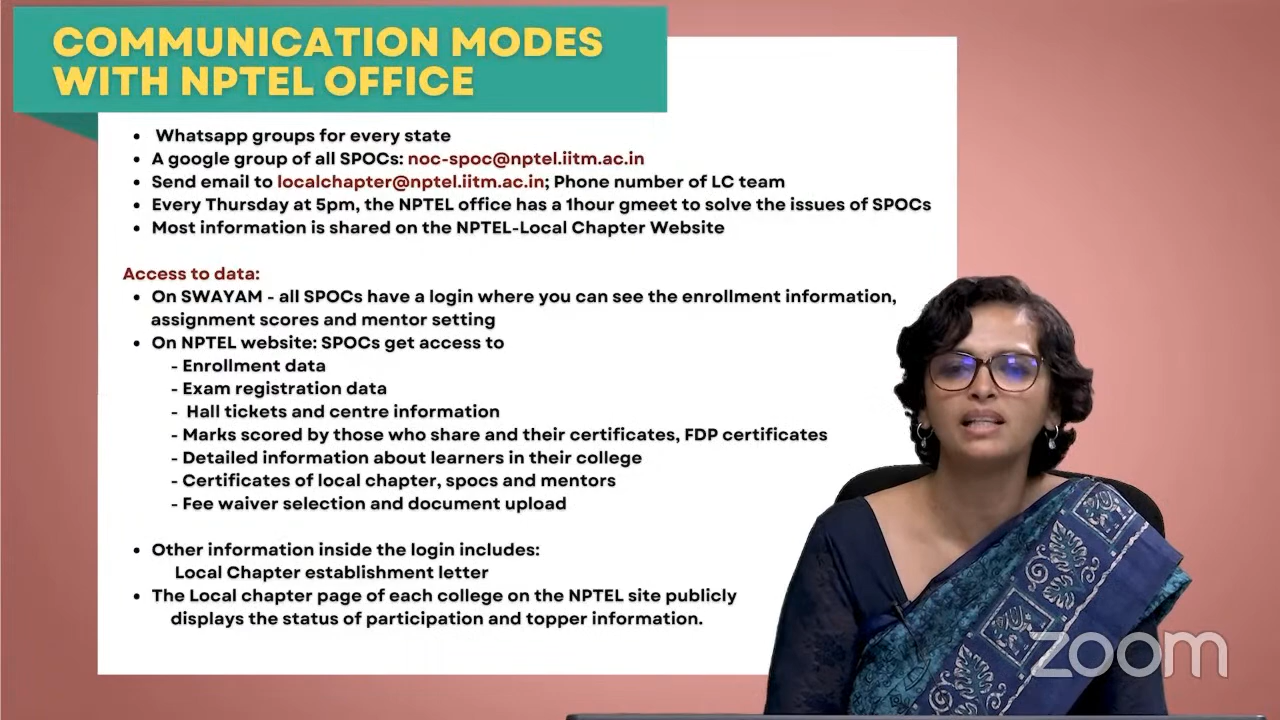 COMMUNICATION MODES
WITH NPTEL OFFICE
• Whatsapp groups for every state
• A google group of all SPOCs: noc-spoc@nptel.iitm.ac.in
• Send email to localchapter@nptel.iitm.ac.in; Phone number of LC team
• Every Thursday at 5pm, the NPTEL office has a 1hour gmeet to solve the issues of SPOCs
• Most information is shared on the NPTEL-Local Chapter Website
Access to data:
• On SWAYAM - all SPOCs have a login where you can see the enrollment information,
assignment scores and mentor setting
• On NPTEL website: SPOCs get access to
- Enrollment data
- Exam registration data
- Hall tickets and centre information
- Marks scored by those who share and their certificates, FDP certificates
- Detailed information about learners in their college
- Certificates of local chapter, spocs and mentors
- Fee waiver selection and document upload
• Other information inside the login includes:
Local Chapter establishment letter
• The Local chapter page of each college on the NPTEL site publicly
displays the status of participation and topper information.
zoom